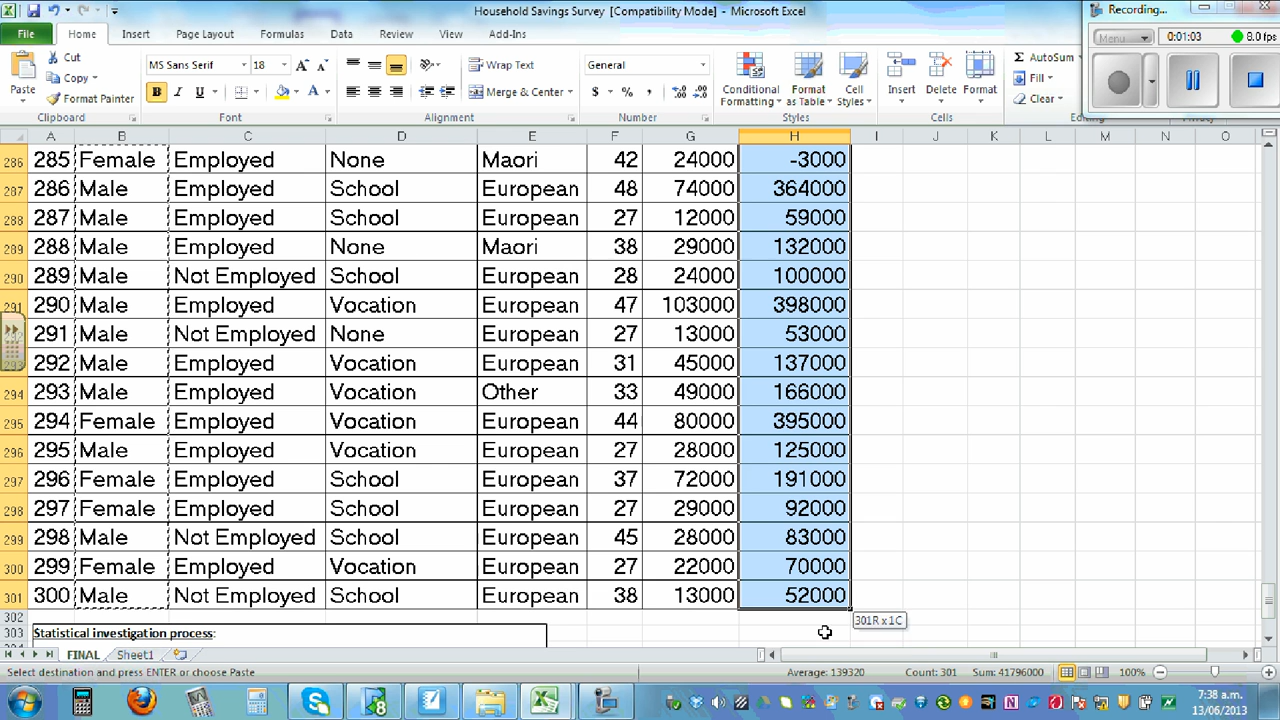 Household Savings Survey [Compatibility Mode] - Microsoft Excel
Recording...
File Home Insert Page Layout Formulas Data Review View Add-Ins
Menu 0:01:03 8.0 fps
Cut
Copy
Format Painter
Paste
Clipboard
MS Sans Serif 18
B I U
Font
Wrap Text
Merge & Center
Alignment
General
$ % ,
Number
Conditional Formatting
Format as Table
Cell Styles
Styles
Insert Delete Format
Cells
Σ AutoSum
Fill
Clear
A B C D E F G H I J K L M N O
286 285 Female Employed None Maori 42 24000 -3000
287 286 Male Employed School European 48 74000 364000
288 287 Male Employed School European 27 12000 59000
289 288 Male Employed None Maori 38 29000 132000
290 289 Male Not Employed School European 28 24000 100000
291 290 Male Employed Vocation European 47 103000 398000
291 Male Not Employed None European 27 13000 53000
293 292 Male Employed Vocation European 31 45000 137000
294 293 Male Employed Vocation Other 33 49000 166000
295 294 Female Employed Vocation European 44 80000 395000
296 295 Male Employed Vocation European 27 28000 125000
297 296 Female Employed School European 37 72000 191000
298 297 Female Employed School European 27 29000 92000
299 298 Male Not Employed School European 45 28000 83000
300 299 Female Employed Vocation European 27 22000 70000
301 300 Male Not Employed School European 38 13000 52000
302
301R x 1C
303 Statistical investigation process:
FINAL Sheet1
Select destination and press ENTER or choose Paste Average: 139320 Count: 301 Sum: 41796000 100%
7:38 a.m.
13/06/2013